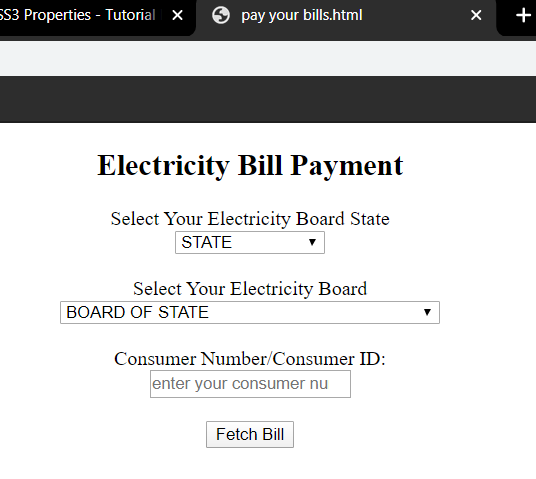 SS3 Properties - Tutorial
pay your bills.html
Electricity Bill Payment
Select Your Electricity Board State
STATE
Select Your Electricity Board
BOARD OF STATE
Consumer Number/Consumer ID:
enter your consumer nu
Fetch Bill